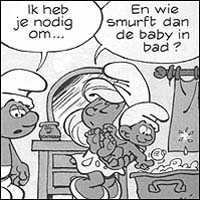 Ik heb
je nodig
om...
En wie
smurft dan
de baby in
bad?